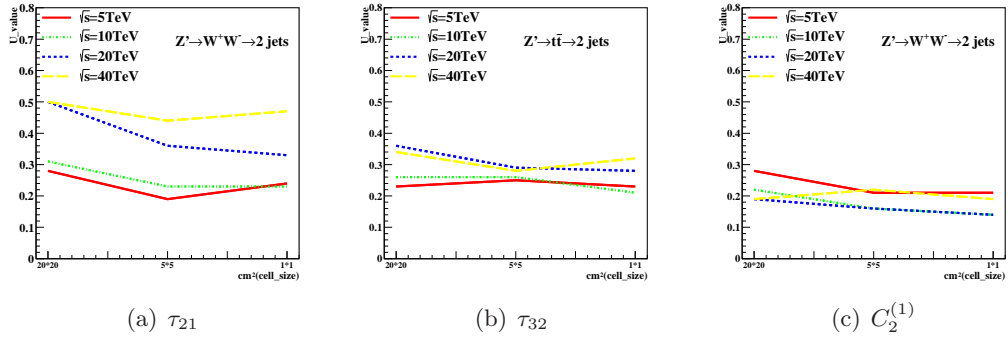 U_value
0.8
0.7
0.6
0.5
0.4
0.3
0.2
0.1
0
√s=5TeV
√s=10TeV
√s=20TeV
√s=40TeV
Z'→W⁺W⁻→2 jets
20*20
5*5
1*1
cm²(cell_size)
(a) τ₂₁
U_value
0.8
0.7
0.6
0.5
0.4
0.3
0.2
0.1
0
√s=5TeV
√s=10TeV
√s=20TeV
√s=40TeV
Z'→tt̄→2 jets
20*20
5*5
1*1
cm²(cell_size)
(b) τ₃₂
U_value
0.8
0.7
0.6
0.5
0.4
0.3
0.2
0.1
0
√s=5TeV
√s=10TeV
√s=20TeV
√s=40TeV
Z'→W⁺W⁻→2 jets
20*20
5*5
1*1
cm²(cell_size)
(c) C₂⁽¹⁾